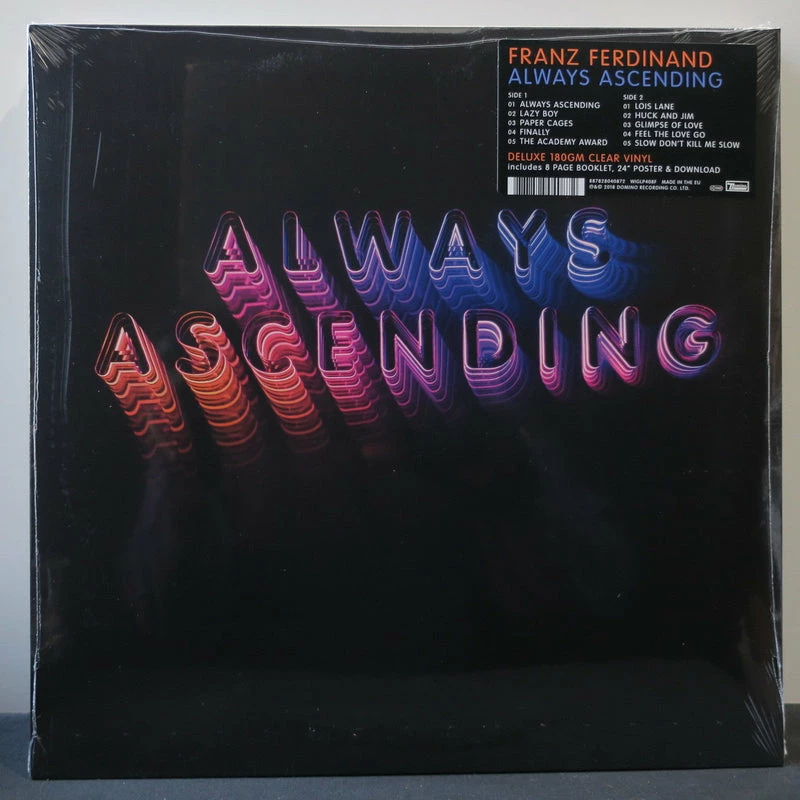 FRANZ FERDINAND
ALWAYS ASCENDING
SIDE 1
01 ALWAYS ASCENDING
02 LAZY BOY
03 PAPER CAGES
04 FINALLY
05 THE ACADEMY AWARD
SIDE 2
01 LOIS LANE
02 HUCK AND JIM
03 GLIMPSE OF LOVE
04 FEEL THE LOVE GO
05 SLOW DON'T KILL ME SLOW
DELUXE 180GM CLEAR VINYL
includes 8 PAGE BOOKLET, 24" POSTER & DOWNLOAD
887828040872 WIGLP408F MADE IN THE EU
℗&© 2018 DOMINO RECORDING CO. LTD.
ALWAYS
ASCENDING